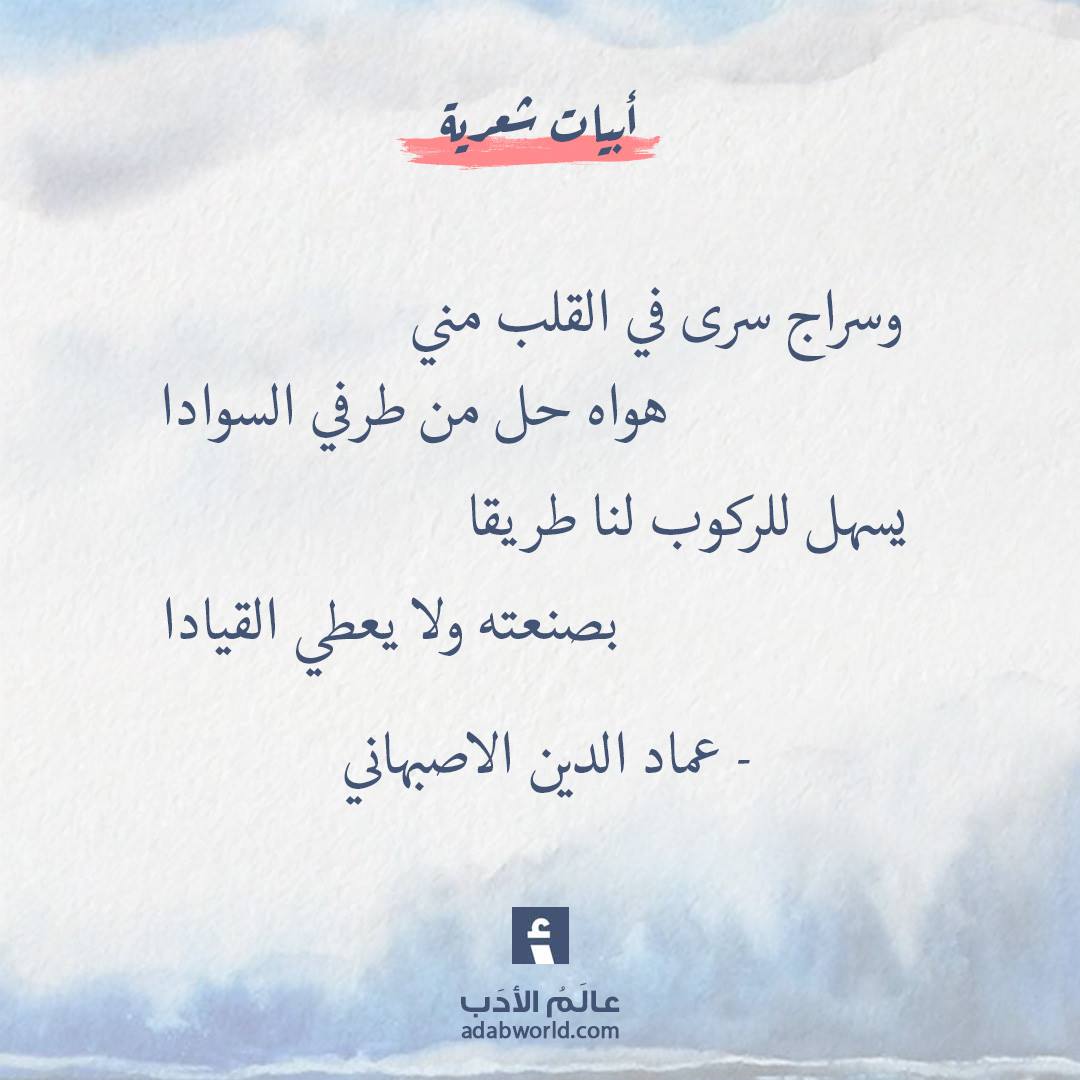 أبيات شعرية
وسراج سرى في القلب مني
هواه حل من طرفي السوادا
يسهل للركوب لنا طريقا
بصنعته ولا يعطي القيادا
- عماد الدين الاصبهاني
أ
عالَمُ الأدَب
adabworld.com